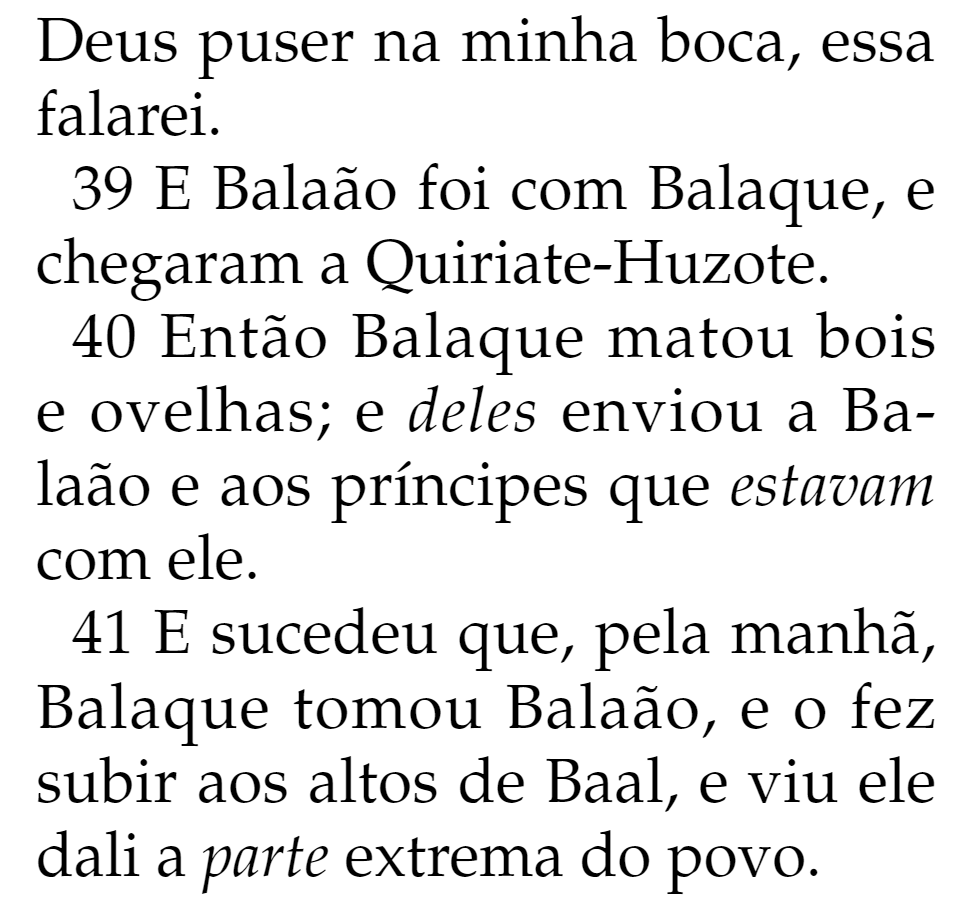 Deus puser na minha boca, essa
falarei.
39 E Balaão foi com Balaque, e
chegaram a Quiriate-Huzote.
40 Então Balaque matou bois
e ovelhas; e deles enviou a Ba-
laão e aos príncipes que estavam
com ele.
41 E sucedeu que, pela manhã,
Balaque tomou Balaão, e o fez
subir aos altos de Baal, e viu ele
dali a parte extrema do povo.